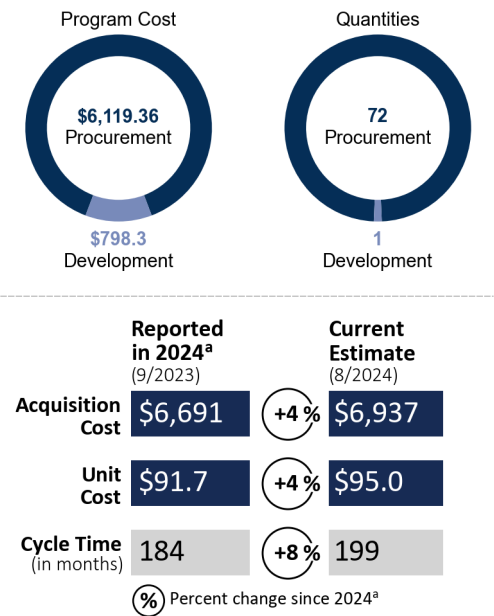 Program Cost
$6,119.36
Procurement
$798.3
Development
Quantities
72
Procurement
1
Development
Reported
in 2024ᵃ
(9/2023)
Current
Estimate
(8/2024)
Acquisition
Cost
$6,691
+4 %
$6,937
Unit
Cost
$91.7
+4 %
$95.0
Cycle Time
(in months)
184
+8 %
199
% Percent change since 2024ᵃ